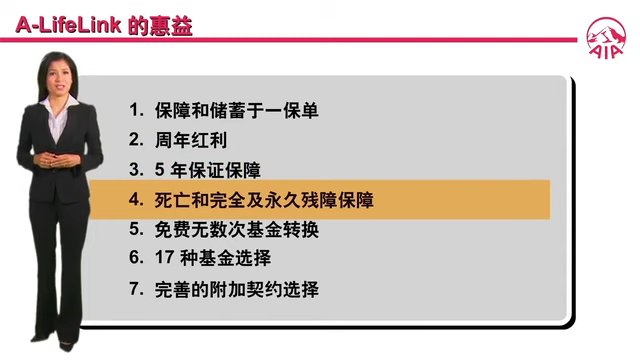 A-LifeLink 的惠益
AIA
1. 保障和储蓄于一保单
2. 周年红利
3. 5 年保证保障
4. 死亡和完全及永久残障保障
5. 免费无数次基金转换
6. 17 种基金选择
7. 完善的附加契约选择